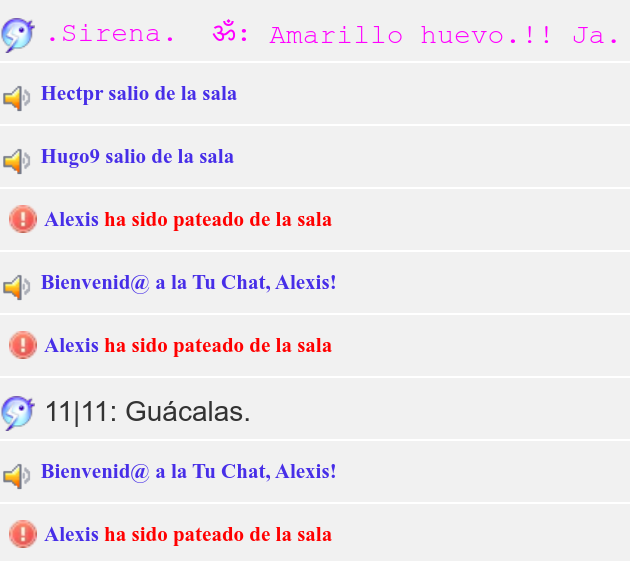 .Sirena. ॐ: Amarillo huevo.!! Ja.
Hectpr salio de la sala
Hugo9 salio de la sala
Alexis ha sido pateado de la sala
Bienvenid@ a la Tu Chat, Alexis!
Alexis ha sido pateado de la sala
11|11: Guácalas.
Bienvenid@ a la Tu Chat, Alexis!
Alexis ha sido pateado de la sala